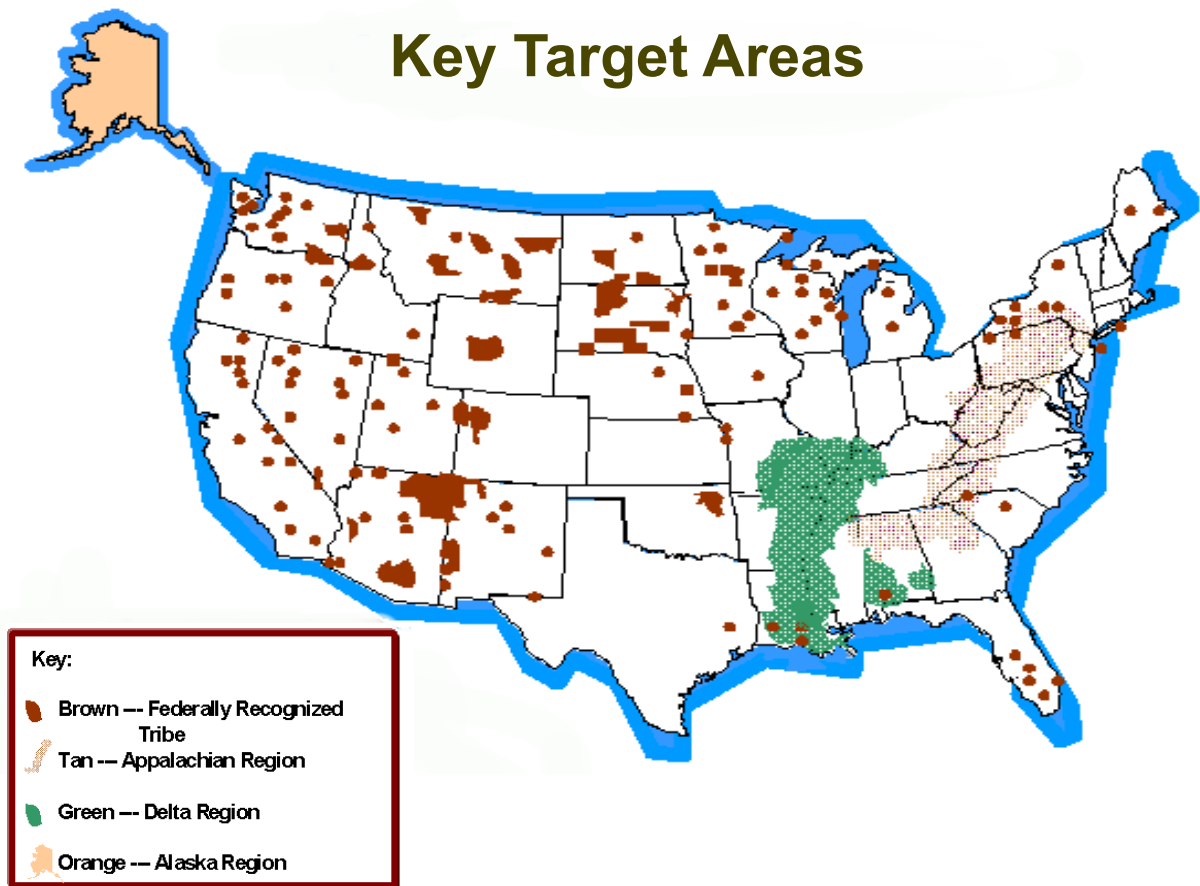 Key Target Areas
Key:
Brown --- Federally Recognized
Tribe
Tan --- Appalachian Region
Green --- Delta Region
Orange --- Alaska Region